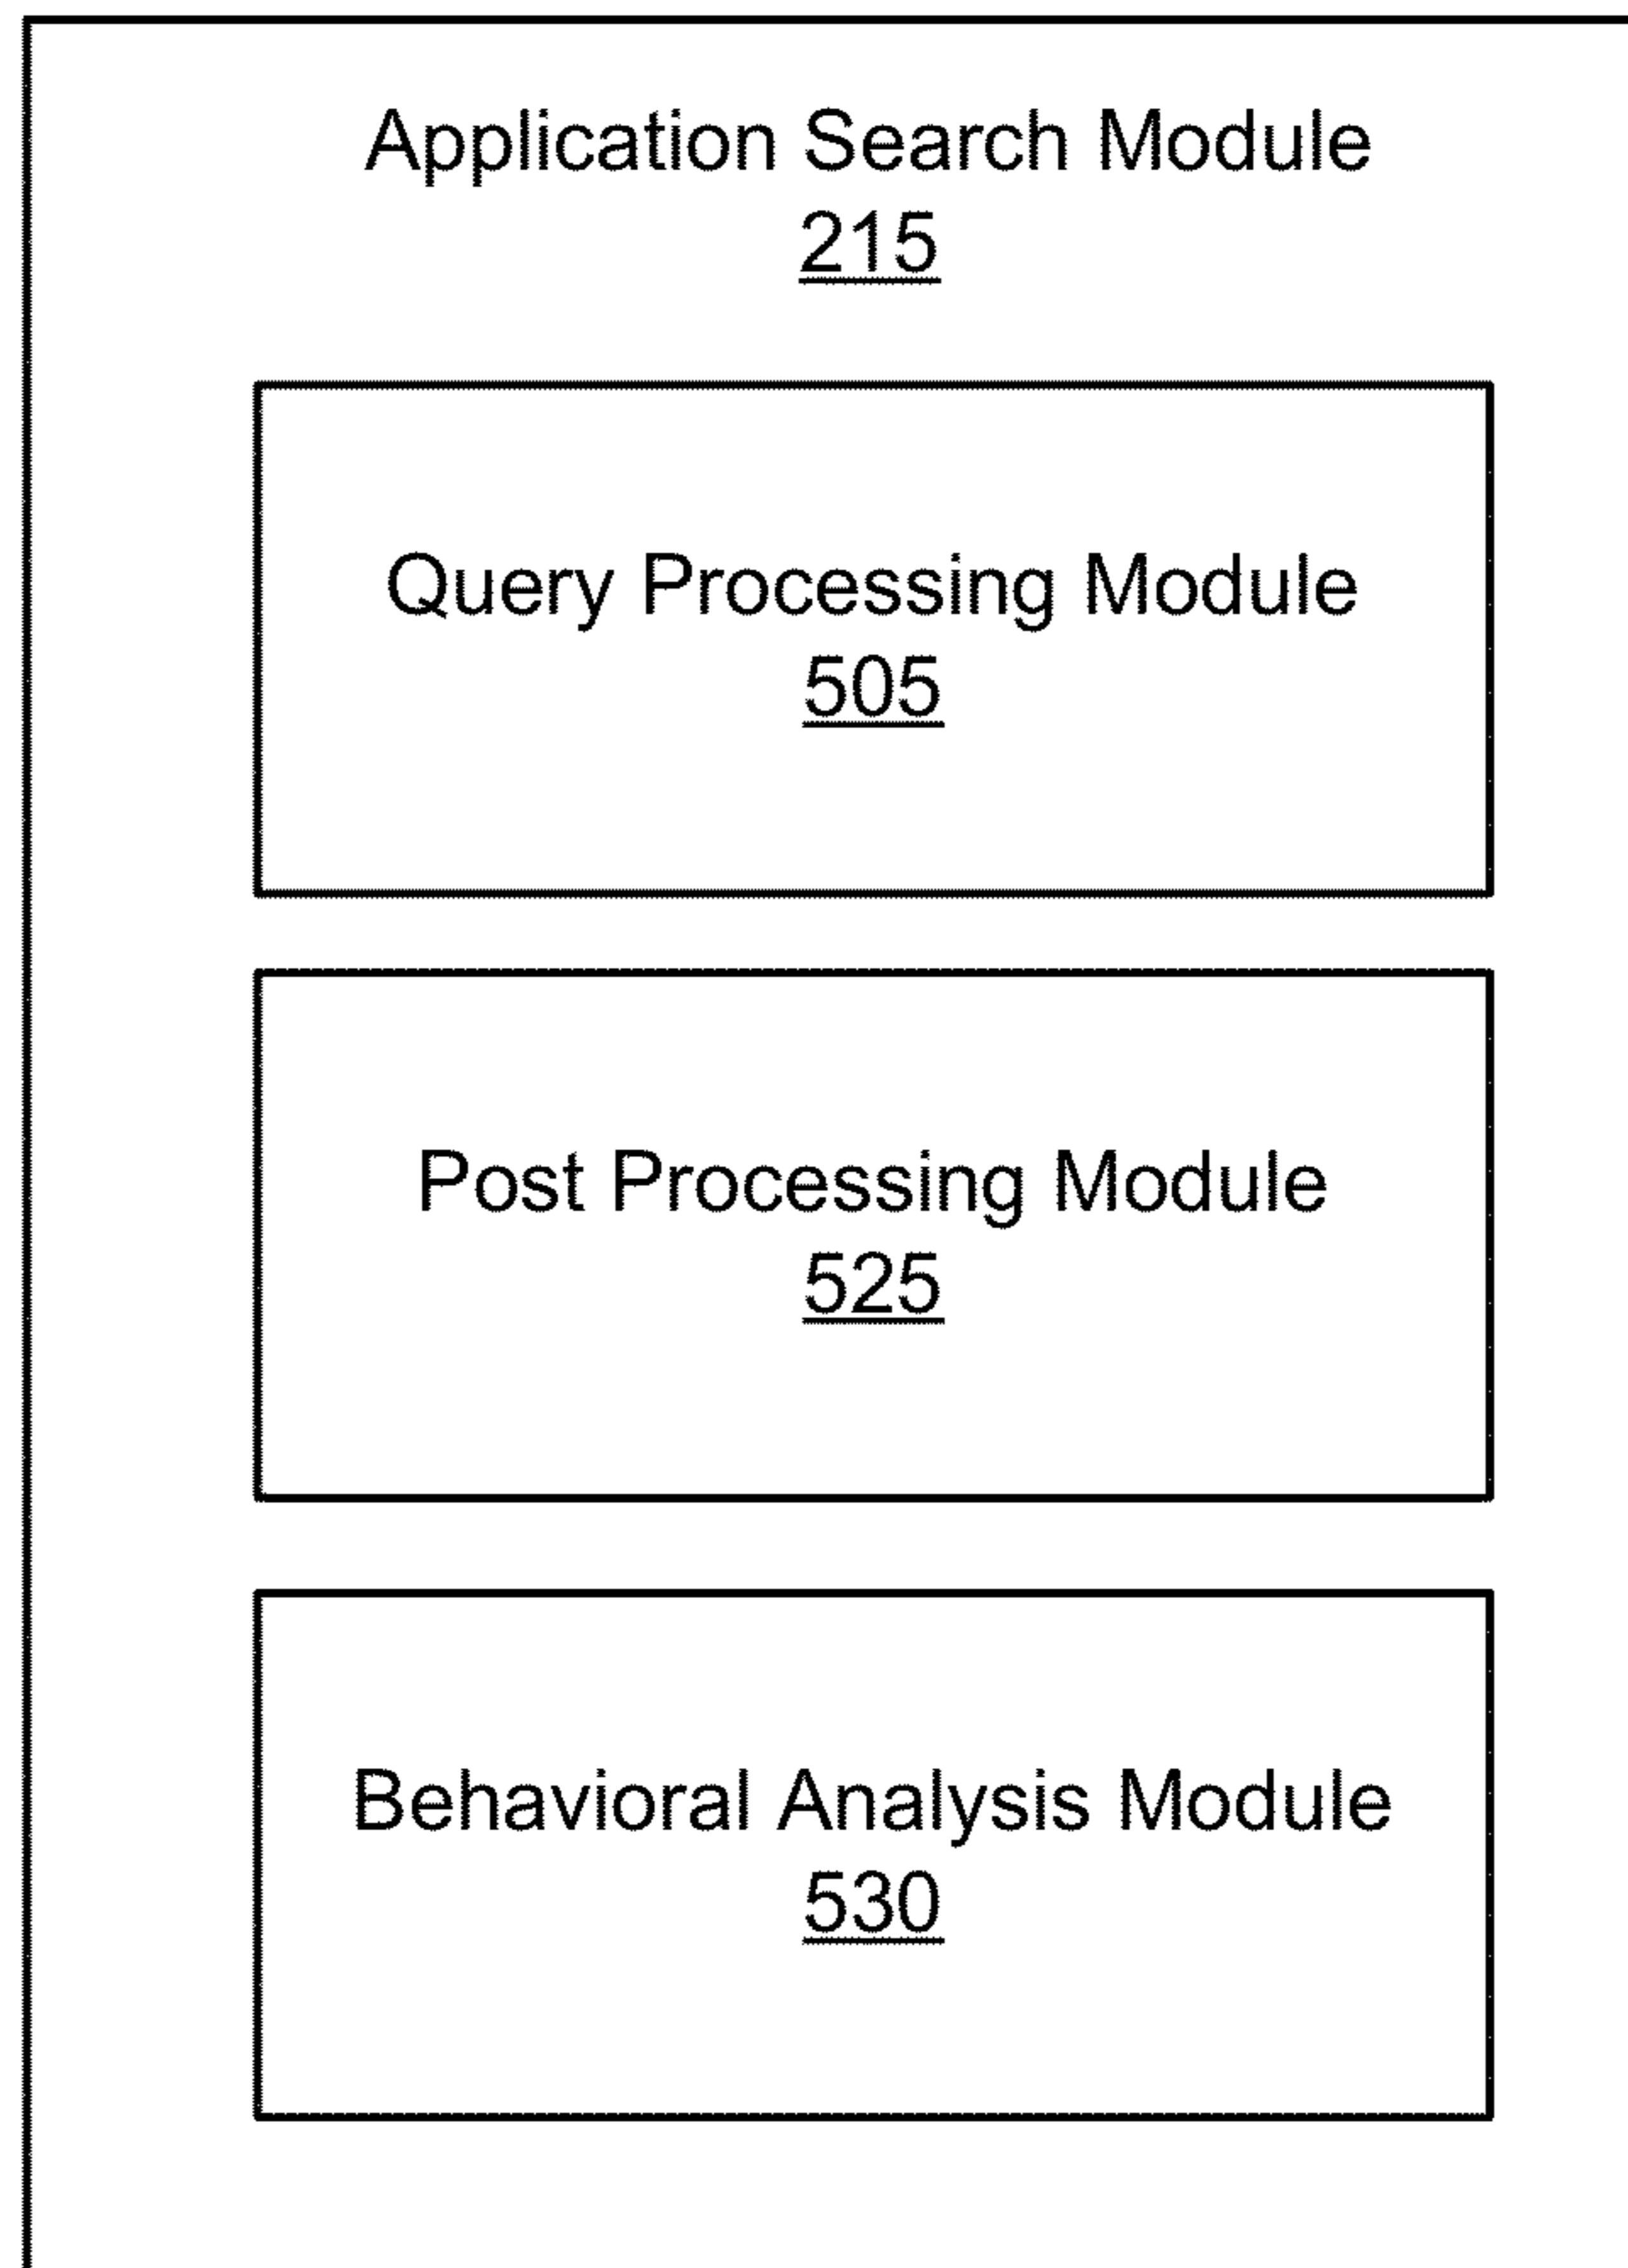 Application Search Module
215
Query Processing Module
505
Post Processing Module
525
Behavioral Analysis Module
530